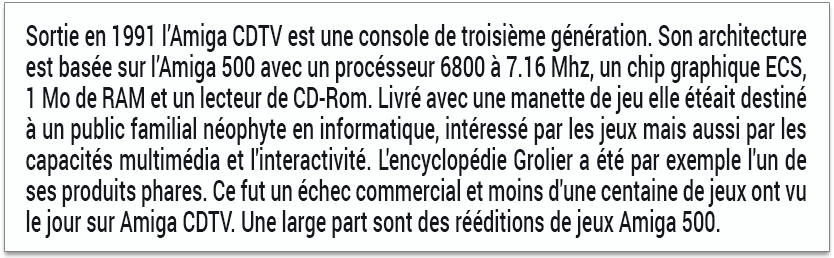 Sortie en 1991 l’Amiga CDTV est une console de troisième génération. Son architecture
est basée sur l’Amiga 500 avec un procésseur 6800 à 7.16 Mhz, un chip graphique ECS,
1 Mo de RAM et un lecteur de CD-Rom. Livré avec une manette de jeu elle étéait destiné
à un public familial néophyte en informatique, intéressé par les jeux mais aussi par les
capacités multimédia et l'interactivité. L'encyclopédie Grolier a été par exemple l'un de
ses produits phares. Ce fut un échec commercial et moins d'une centaine de jeux ont vu
le jour sur Amiga CDTV. Une large part sont des rééditions de jeux Amiga 500.